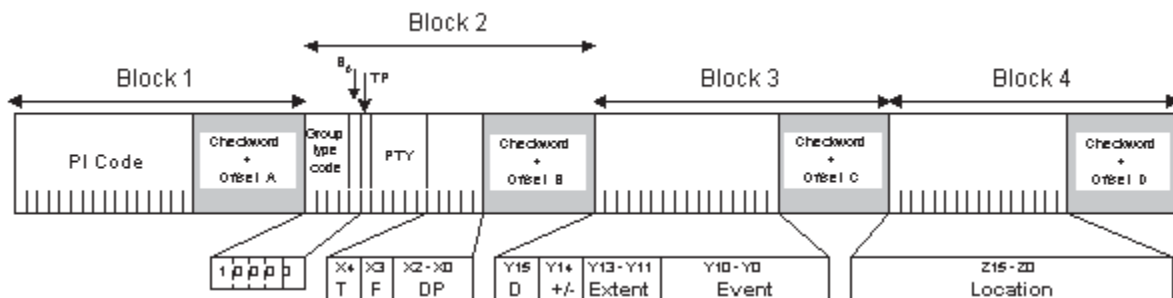 Block 2
B₀ TP
Block 1 Block 3 Block 4
PI Code
Checkword + Offset A
Group type code
PTY
Checkword + Offset B
Checkword + Offset C
Checkword + Offset D
1 0 0 0 0
X4 X3 X2 - X0
T F DP
Y15 Y14 Y13 - Y11 Y10 - Y0
D +/- Extent Event
Z15 - Z0
Location